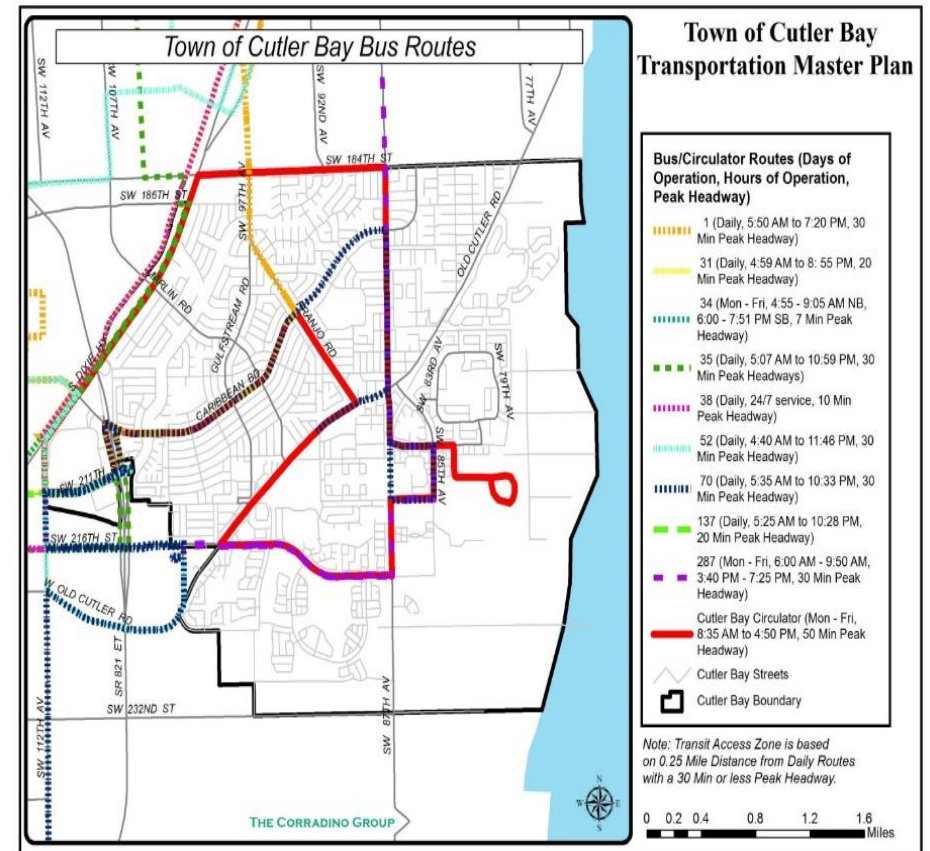 Town of Cutler Bay Bus Routes
SW 112TH AV
SW 107TH AV
SW 92ND AV
77TH AV
SW 184TH ST
SW 186TH ST
SW 97TH AV
OLD CUTLER RD
MARLIN RD
GULFSTREAM RD
FRANJO RD
S DIXIE HY
CARIBBEAN BD
SW 83RD AV
SW 79TH AV
SW 85TH AV
SW 211TH
SW 216TH ST
W OLD CUTLER RD
SR 821 ET
SW 232ND ST
SW 112TH AV
SW 87TH AV
THE CORRADINO GROUP
N
W E
S
Town of Cutler Bay
Transportation Master Plan
Bus/Circulator Routes (Days of
Operation, Hours of Operation,
Peak Headway)
1 (Daily, 5:50 AM to 7:20 PM, 30
Min Peak Headway)
31 (Daily, 4:59 AM to 8: 55 PM, 20
Min Peak Headway)
34 (Mon - Fri, 4:55 - 9:05 AM NB,
6:00 - 7:51 PM SB, 7 Min Peak
Headway)
35 (Daily, 5:07 AM to 10:59 PM, 30
Min Peak Headways)
38 (Daily, 24/7 service, 10 Min
Peak Headway)
52 (Daily, 4:40 AM to 11:46 PM, 30
Min Peak Headway)
70 (Daily, 5:35 AM to 10:33 PM, 30
Min Peak Headway)
137 (Daily, 5:25 AM to 10:28 PM,
20 Min Peak Headway)
287 (Mon - Fri, 6:00 AM - 9:50 AM,
3:40 PM - 7:25 PM, 30 Min Peak
Headway)
Cutler Bay Circulator (Mon - Fri,
8:35 AM to 4:50 PM, 50 Min Peak
Headway)
Cutler Bay Streets
Cutler Bay Boundary
Note: Transit Access Zone is based
on 0.25 Mile Distance from Daily Routes
with a 30 Min or less Peak Headway.
0 0.2 0.4 0.8 1.2 1.6
Miles